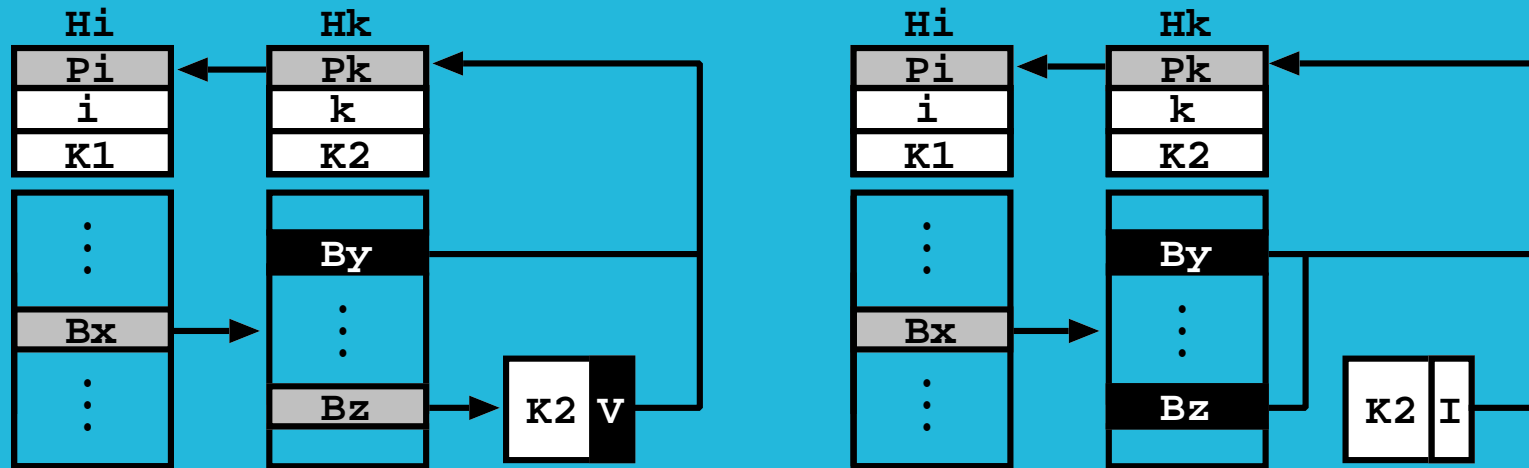 Hi Hk Hi Hk
Pi Pk Pi Pk
i k i k
K1 K2 K1 K2
By By
Bx Bx
Bz K2 V Bz K2 I